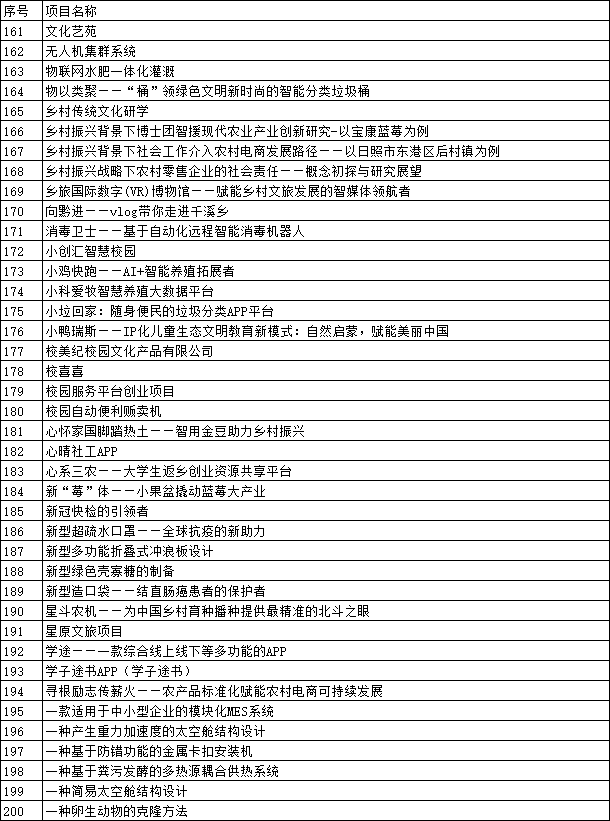 序号 项目名称
161 文化艺苑
162 无人机集群系统
163 物联网水肥一体化灌溉
164 物以类聚——“桶”领绿色文明新时尚的智能分类垃圾桶
165 乡村传统文化研学
166 乡村振兴背景下博士团智援现代农业产业创新研究-以宝康蓝莓为例
167 乡村振兴背景下社会工作介入农村电商发展路径——以日照市东港区后村镇为例
168 乡村振兴战略下农村零售企业的社会责任——概念初探与研究展望
169 乡旅国际数字(VR)博物馆——赋能乡村文旅发展的智媒体领航者
170 向黔进——vlog带你走进千溪乡
171 消毒卫士——基于自动化远程智能消毒机器人
172 小创汇智慧校园
173 小鸡快跑——AI+智能养殖拓展者
174 小科爱牧智慧养殖大数据平台
175 小垃回家：随身便民的垃圾分类APP平台
176 小鸭瑞斯——IP化儿童生态文明教育新模式：自然启蒙，赋能美丽中国
177 校美纪校园文化产品有限公司
178 校喜喜
179 校园服务平台创业项目
180 校园自动便利贩卖机
181 心怀家国脚踏热土——智用金豆助力乡村振兴
182 心晴社工APP
183 心系三农——大学生返乡创业资源共享平台
184 新“莓”体——小果盆撬动蓝莓大产业
185 新冠快检的引领者
186 新型超疏水口罩——全球抗疫的新助力
187 新型多功能折叠式冲浪板设计
188 新型绿色壳寡糖的制备
189 新型造口袋——结直肠癌患者的保护者
190 星斗农机——为中国乡村育种播种提供最精准的北斗之眼
191 星原文旅项目
192 学途——一款综合线上线下等多功能的APP
193 学子途书APP（学子途书）
194 寻根励志传薪火——农产品标准化赋能农村电商可持续发展
195 一款适用于中小型企业的模块化MES系统
196 一种产生重力加速度的太空舱结构设计
197 一种基于防错功能的金属卡扣安装机
198 一种基于粪污发酵的多热源耦合供热系统
199 一种简易太空舱结构设计
200 一种卵生动物的克隆方法